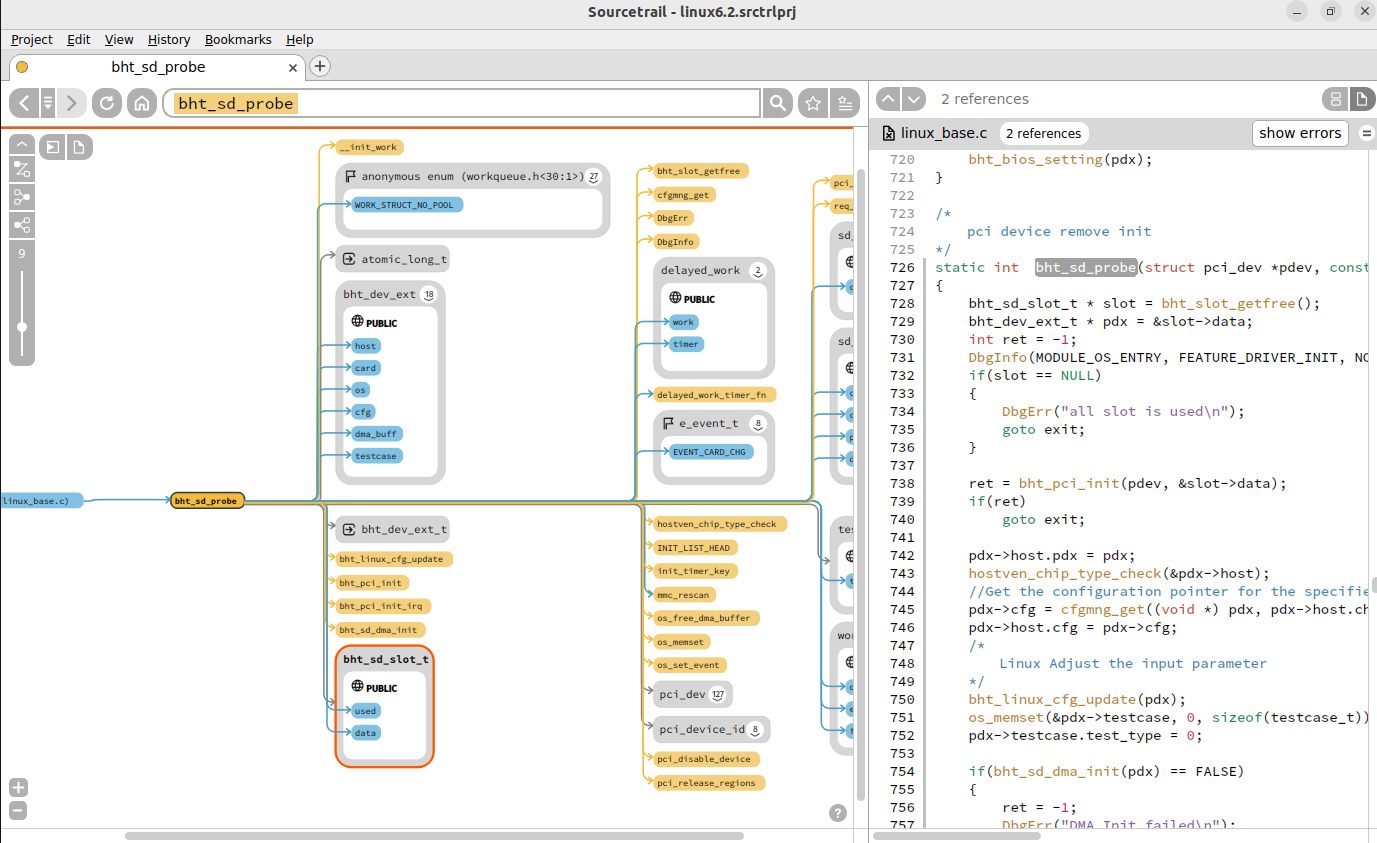 Sourcetrail - linux6.2.srctrlprj
Project Edit View History Bookmarks Help
bht_sd_probe
bht_sd_probe
9
linux_base.c)
bht_sd_probe
__init_work
anonymous enum (workqueue.h<30:1>) 27
WORK_STRUCT_NO_POOL
atomic_long_t
bht_dev_ext 18
PUBLIC
host
card
os
cfg
dma_buff
testcase
bht_dev_ext_t
bht_linux_cfg_update
bht_pci_init
bht_pci_init_irq
bht_sd_dma_init
bht_sd_slot_t
PUBLIC
used
data
bht_slot_getfree
cfgmng_get
DbgErr
DbgInfo
delayed_work 2
PUBLIC
work
timer
delayed_work_timer_fn
e_event_t 8
EVENT_CARD_CHG
hostven_chip_type_check
INIT_LIST_HEAD
init_timer_key
mmc_rescan
os_free_dma_buffer
os_memset
os_set_event
pci_dev 127
pci_device_id 8
pci_disable_device
pci_release_regions
pci_
req_
sd_
sd_
tes
wor
?
2 references
linux_base.c 2 references show errors
720 bht_bios_setting(pdx);
721 }
722
723 /*
724 pci device remove init
725 */
726 static int bht_sd_probe(struct pci_dev *pdev, const
727 {
728 bht_sd_slot_t * slot = bht_slot_getfree();
729 bht_dev_ext_t * pdx = &slot->data;
730 int ret = -1;
731 DbgInfo(MODULE_OS_ENTRY, FEATURE_DRIVER_INIT, NO
732 if(slot == NULL)
733 {
734 DbgErr("all slot is used\n");
735 goto exit;
736 }
737
738 ret = bht_pci_init(pdev, &slot->data);
739 if(ret)
740 goto exit;
741
742 pdx->host.pdx = pdx;
743 hostven_chip_type_check(&pdx->host);
744 //Get the configuration pointer for the specifie
745 pdx->cfg = cfgmng_get((void *) pdx, pdx->host.ch
746 pdx->host.cfg = pdx->cfg;
747 /*
748 Linux Adjust the input parameter
749 */
750 bht_linux_cfg_update(pdx);
751 os_memset(&pdx->testcase, 0, sizeof(testcase_t))
752 pdx->testcase.test_type = 0;
753
754 if(bht_sd_dma_init(pdx) == FALSE)
755 {
756 ret = -1;
757 DbgErr("DMA Init failed\n");